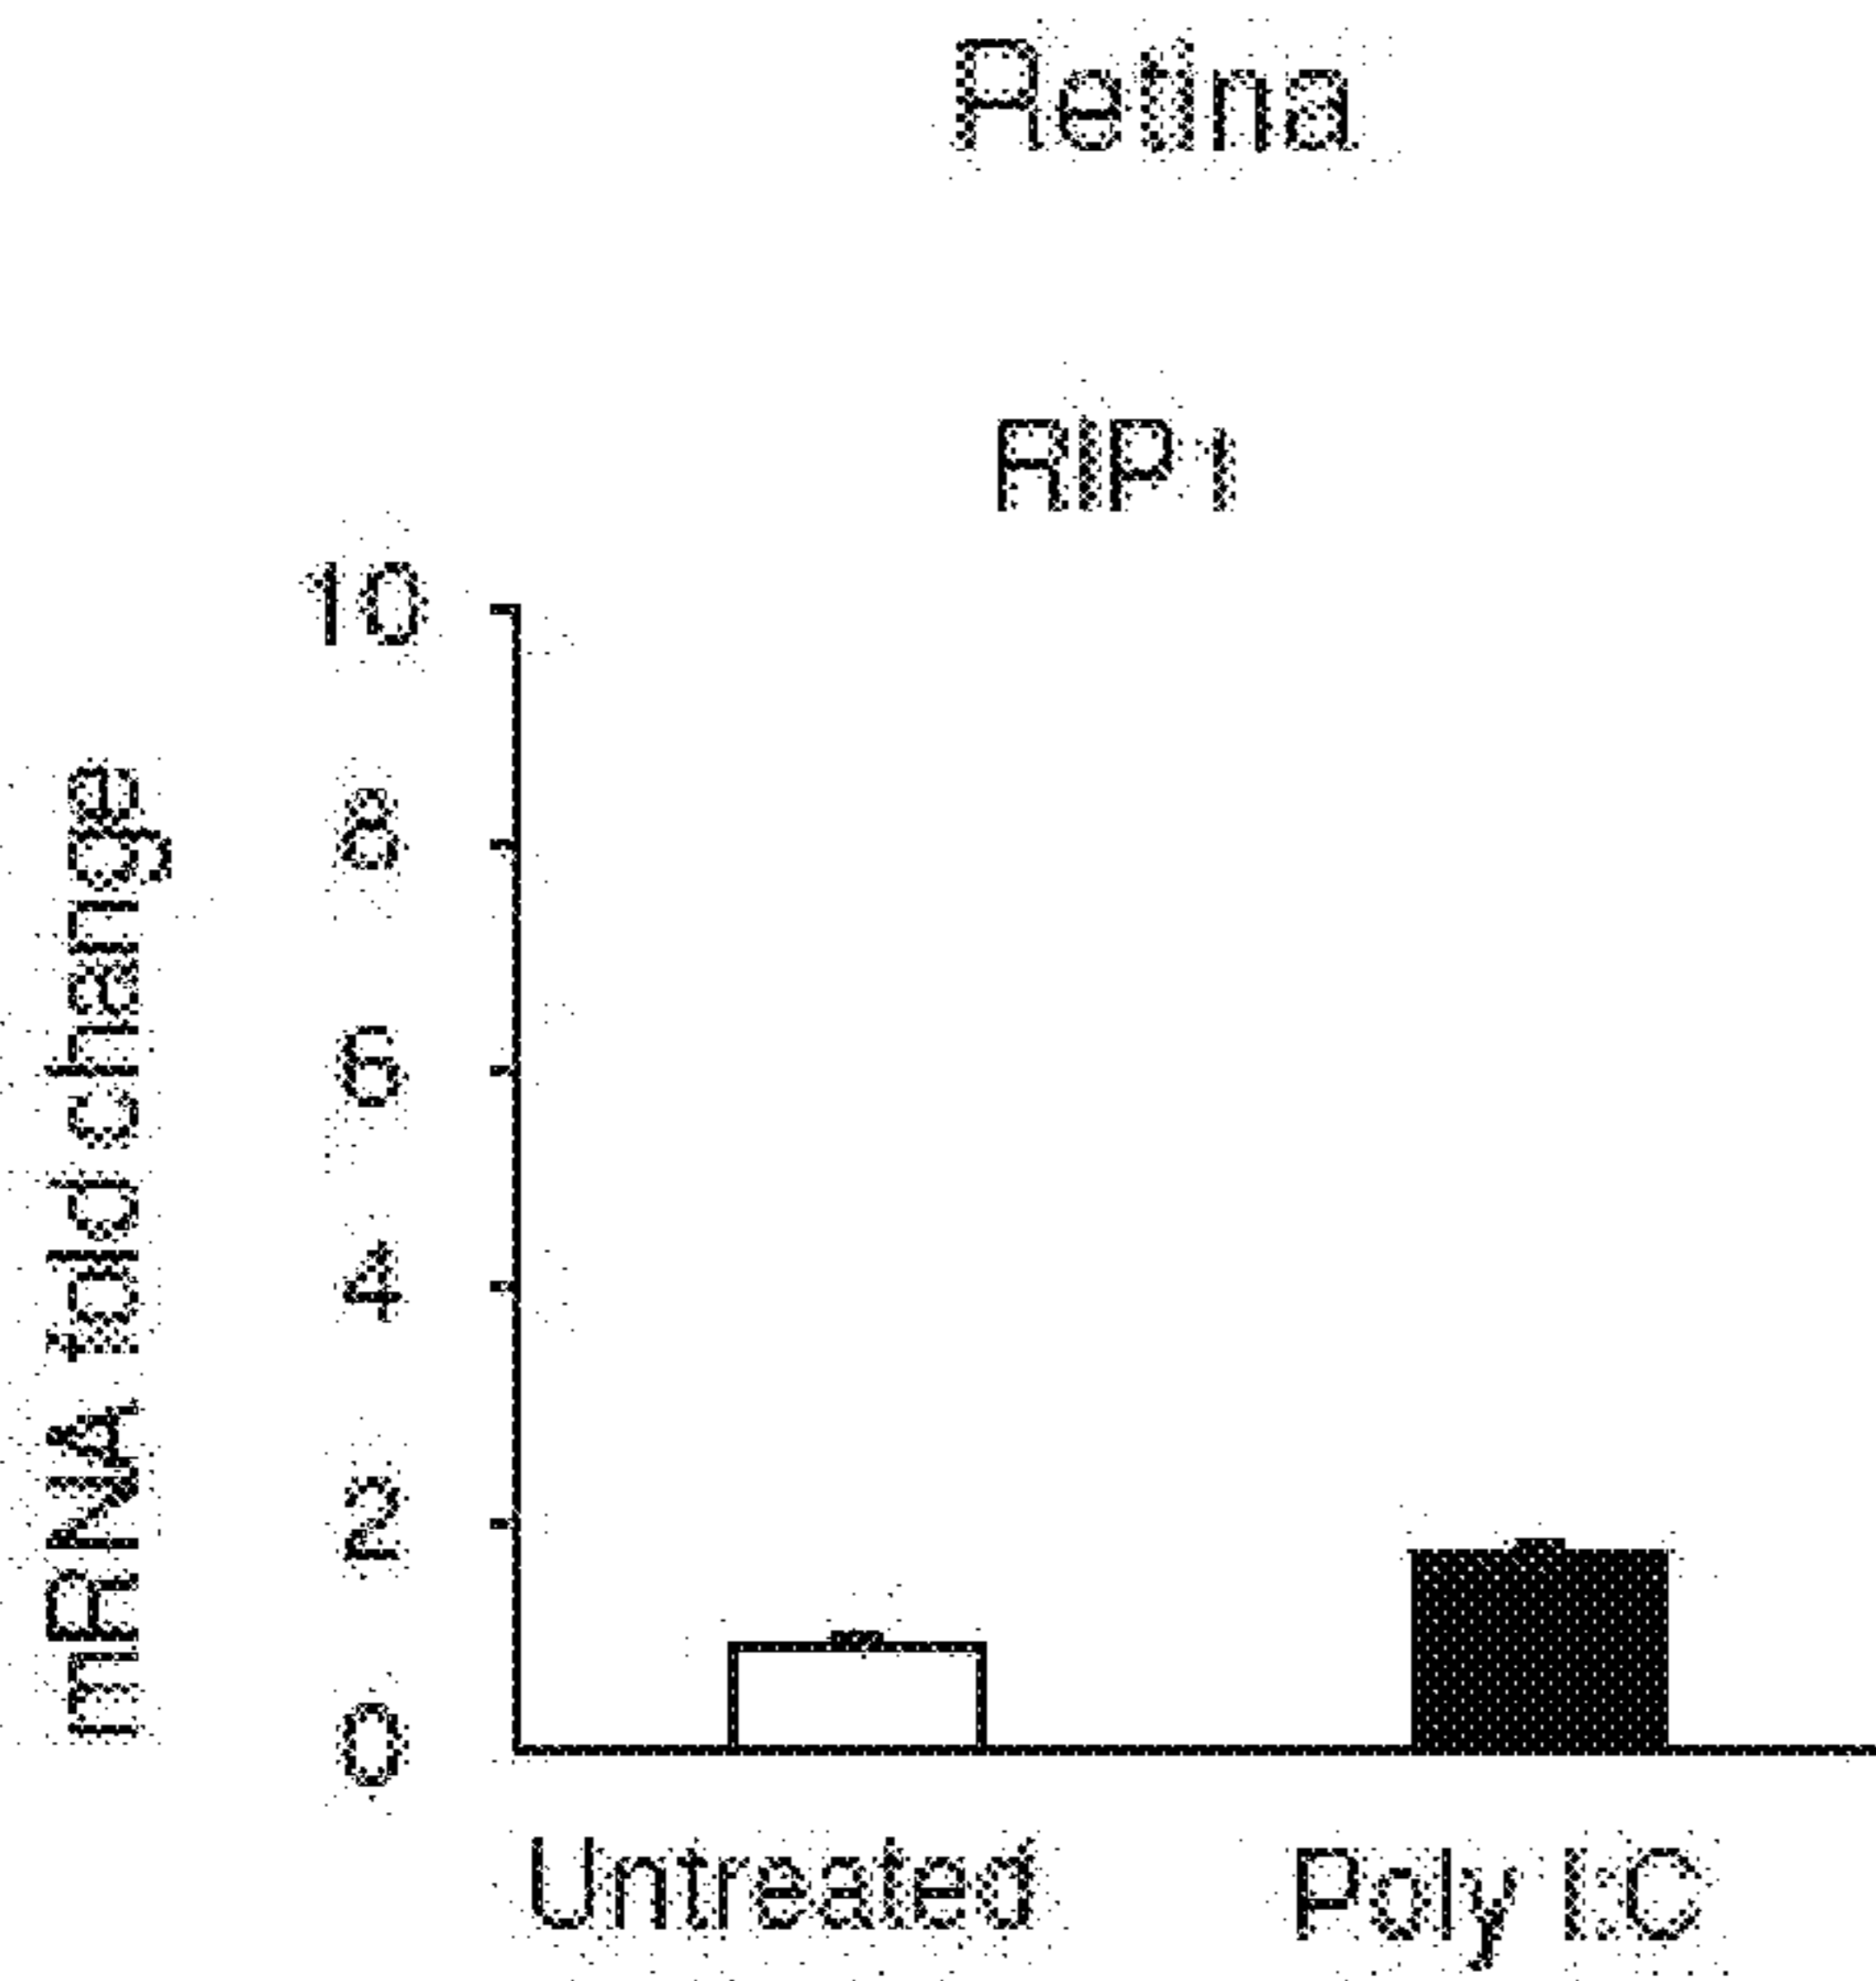 Retina
RIP1
mRNA fold change
10
8
6
4
2
0
Untreated
Poly I:C